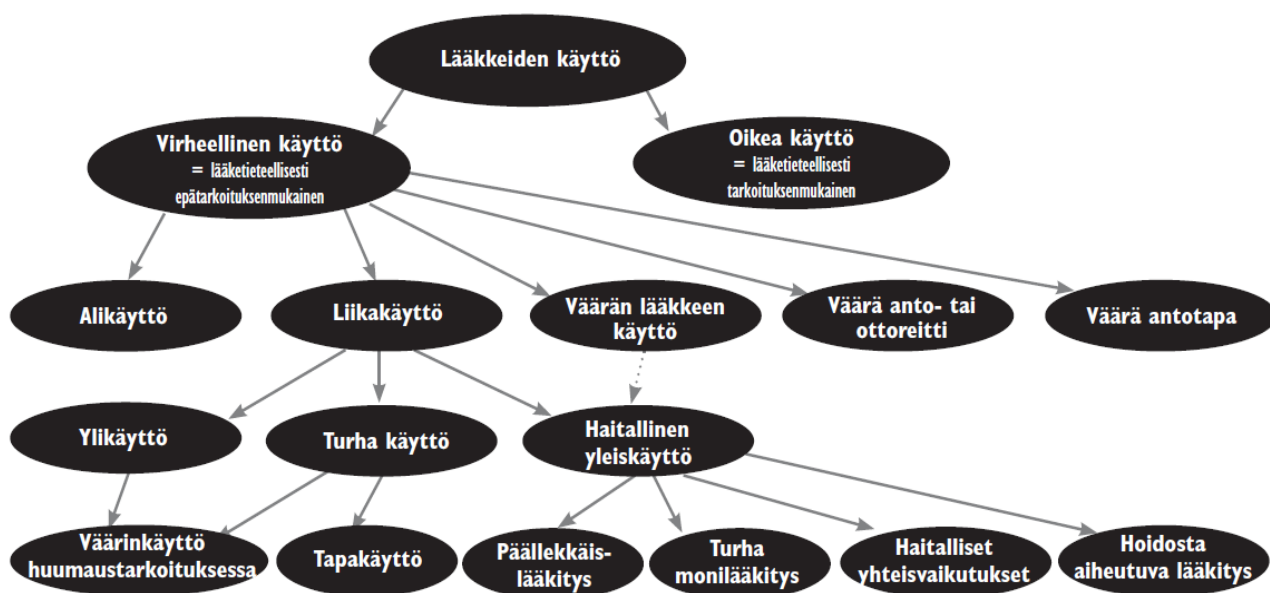 Lääkkeiden käyttö
Virheellinen käyttö
= lääketieteellisesti
epätarkoituksenmukainen
Oikea käyttö
= lääketieteellisesti
tarkoituksenmukainen
Alikäyttö
Liikakäyttö
Väärän lääkkeen
käyttö
Väärä anto- tai
ottoreitti
Väärä antotapa
Ylikäyttö
Turha käyttö
Haitallinen
yleiskäyttö
Väärinkäyttö
huumaustarkoituksessa
Tapakäyttö
Päällekkäis-
lääkitys
Turha
monilääkitys
Haitalliset
yhteisvaikutukset
Hoidosta
aiheutuva lääkitys